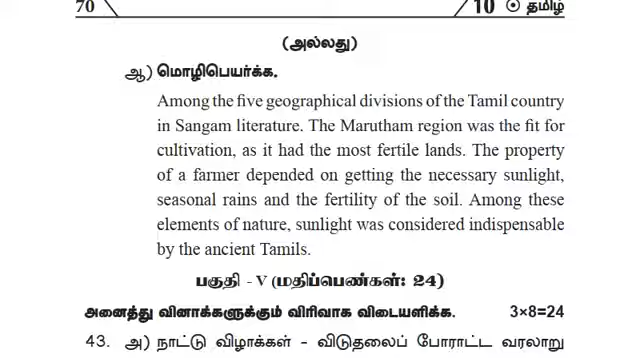 70 10 ⊙ தமிழ்
(அல்லது)
ஆ) மொழிபெயர்க்க.
Among the five geographical divisions of the Tamil country
in Sangam literature. The Marutham region was the fit for
cultivation, as it had the most fertile lands. The property
of a farmer depended on getting the necessary sunlight,
seasonal rains and the fertility of the soil. Among these
elements of nature, sunlight was considered indispensable
by the ancient Tamils.
பகுதி - V (மதிப்பெண்கள்: 24)
அனைத்து வினாக்களுக்கும் விரிவாக விடையளிக்க. 3×8=24
43. அ) நாட்டு விழாக்கள் - விடுதலைப் போராட்ட வரலாறு